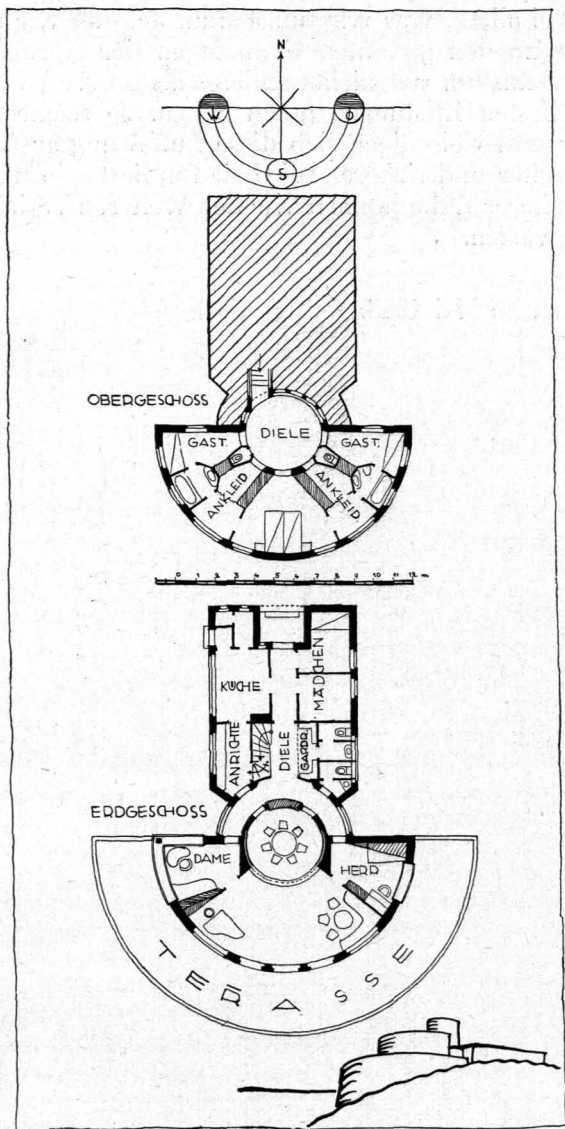 N
W O
S
OBERGESCHOSS
GAST. DIELE GAST.
ANKLEID. ANKLEID.
0 1 2 3 4 5 6 7 8 9 10 11 12 m
KÜCHE
MÄDCHEN
ANRICHTE
DIELE
GARDR.
ERDGESCHOSS
DAME
HERR
TERASSE